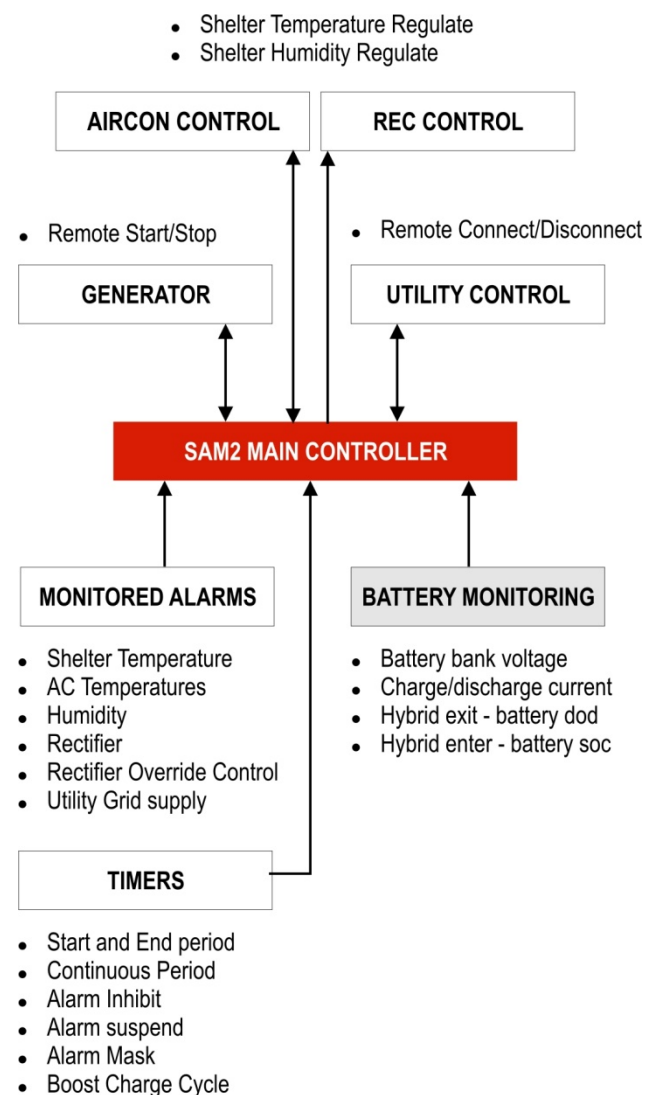 • Shelter Temperature Regulate
• Shelter Humidity Regulate
AIRCON CONTROL
REC CONTROL
• Remote Start/Stop
• Remote Connect/Disconnect
GENERATOR
UTILITY CONTROL
SAM2 MAIN CONTROLLER
MONITORED ALARMS
• Shelter Temperature
• AC Temperatures
• Humidity
• Rectifier
• Rectifier Override Control
• Utility Grid supply
BATTERY MONITORING
• Battery bank voltage
• Charge/discharge current
• Hybrid exit - battery dod
• Hybrid enter - battery soc
TIMERS
• Start and End period
• Continuous Period
• Alarm Inhibit
• Alarm suspend
• Alarm Mask
• Boost Charge Cycle